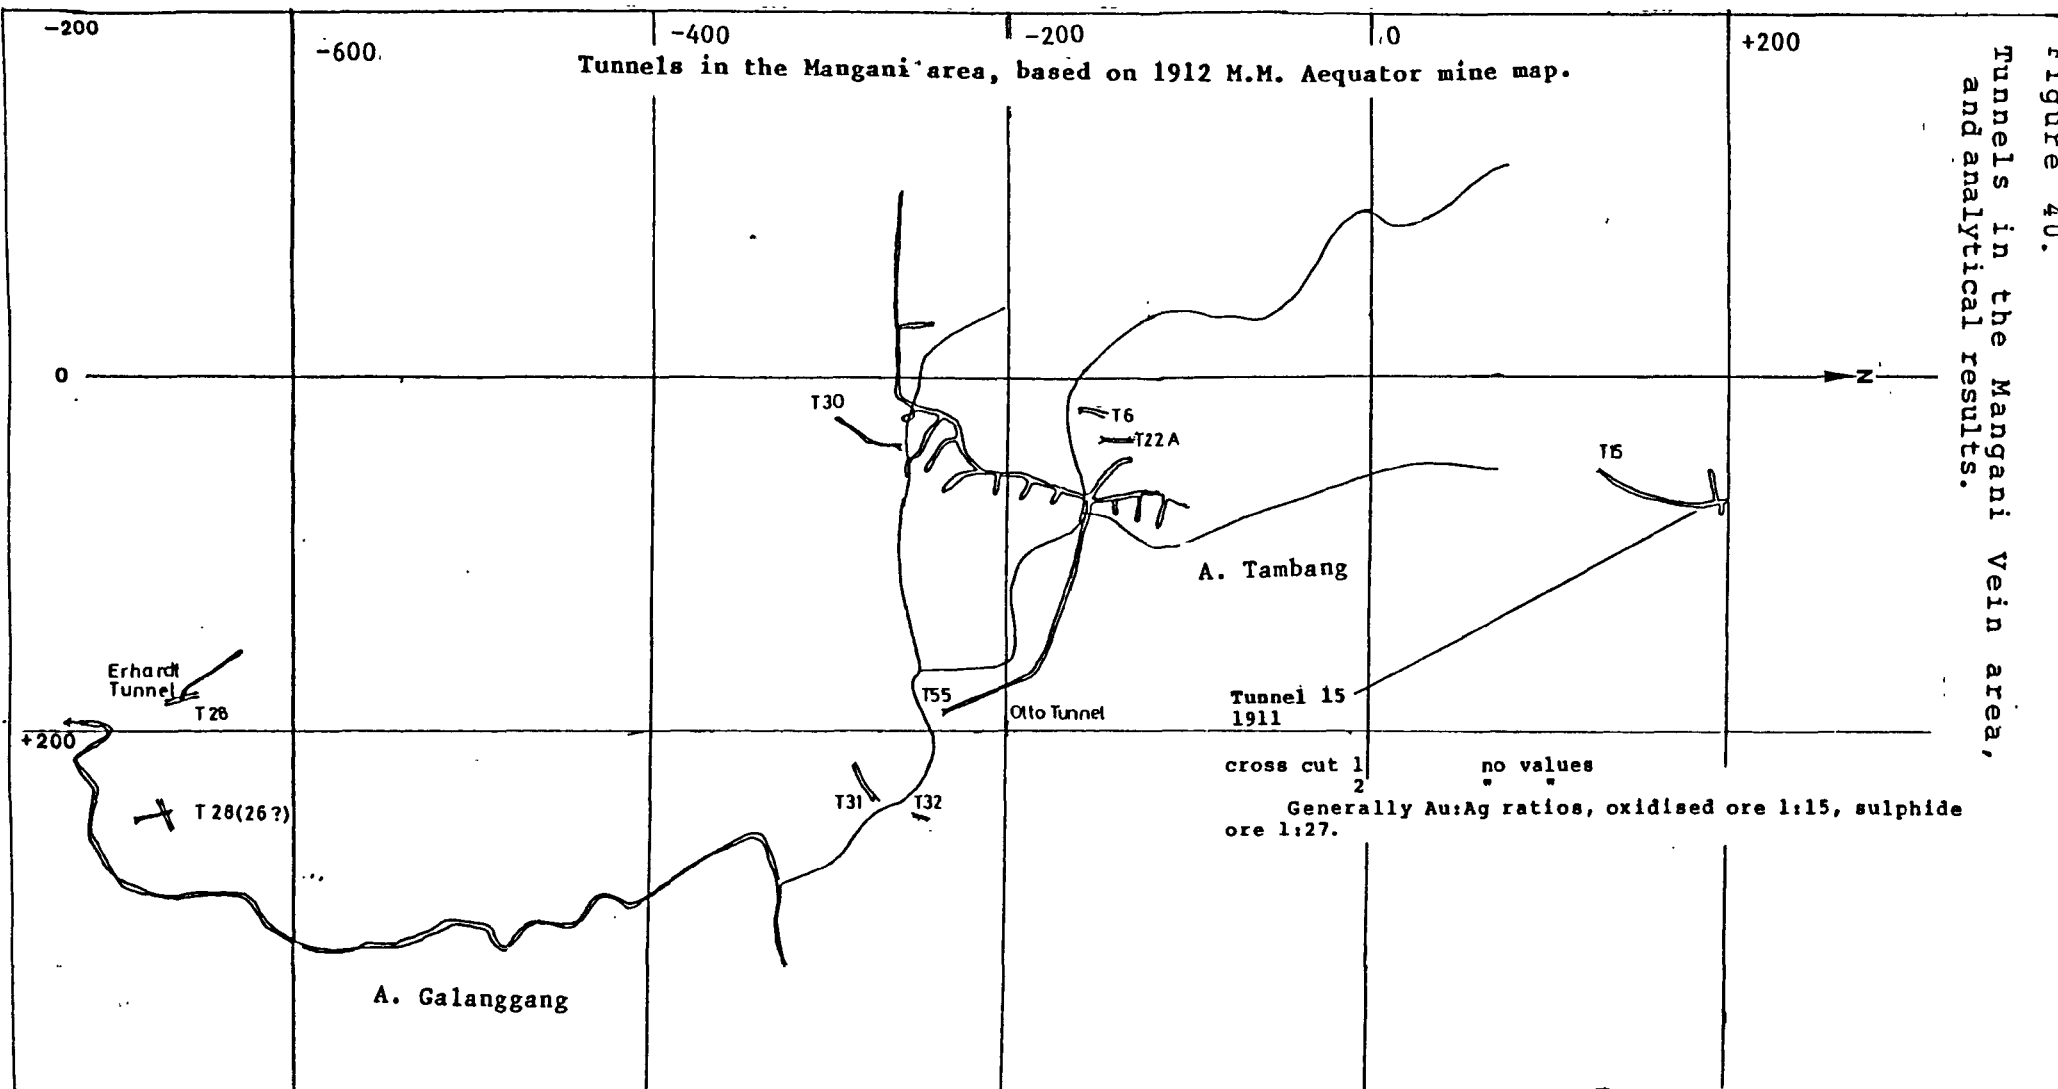 -200
-600
-400
-200
0
+200
Tunnels in the Mangani area, based on 1912 M.M. Aequator mine map.
Figure 40.
Tunnels in the Mangani Vein area,
and analytical results.
0
N
T30
T6
T22A
T15
A. Tambang
Erhardt
Tunnel
T26
T55
Otto Tunnel
Tunnel 15
1911
+200
cross cut 1 no values
2 " "
Generally Au:Ag ratios, oxidised ore 1:15, sulphide
ore 1:27.
T31
T32
T28(26?)
A. Galanggang